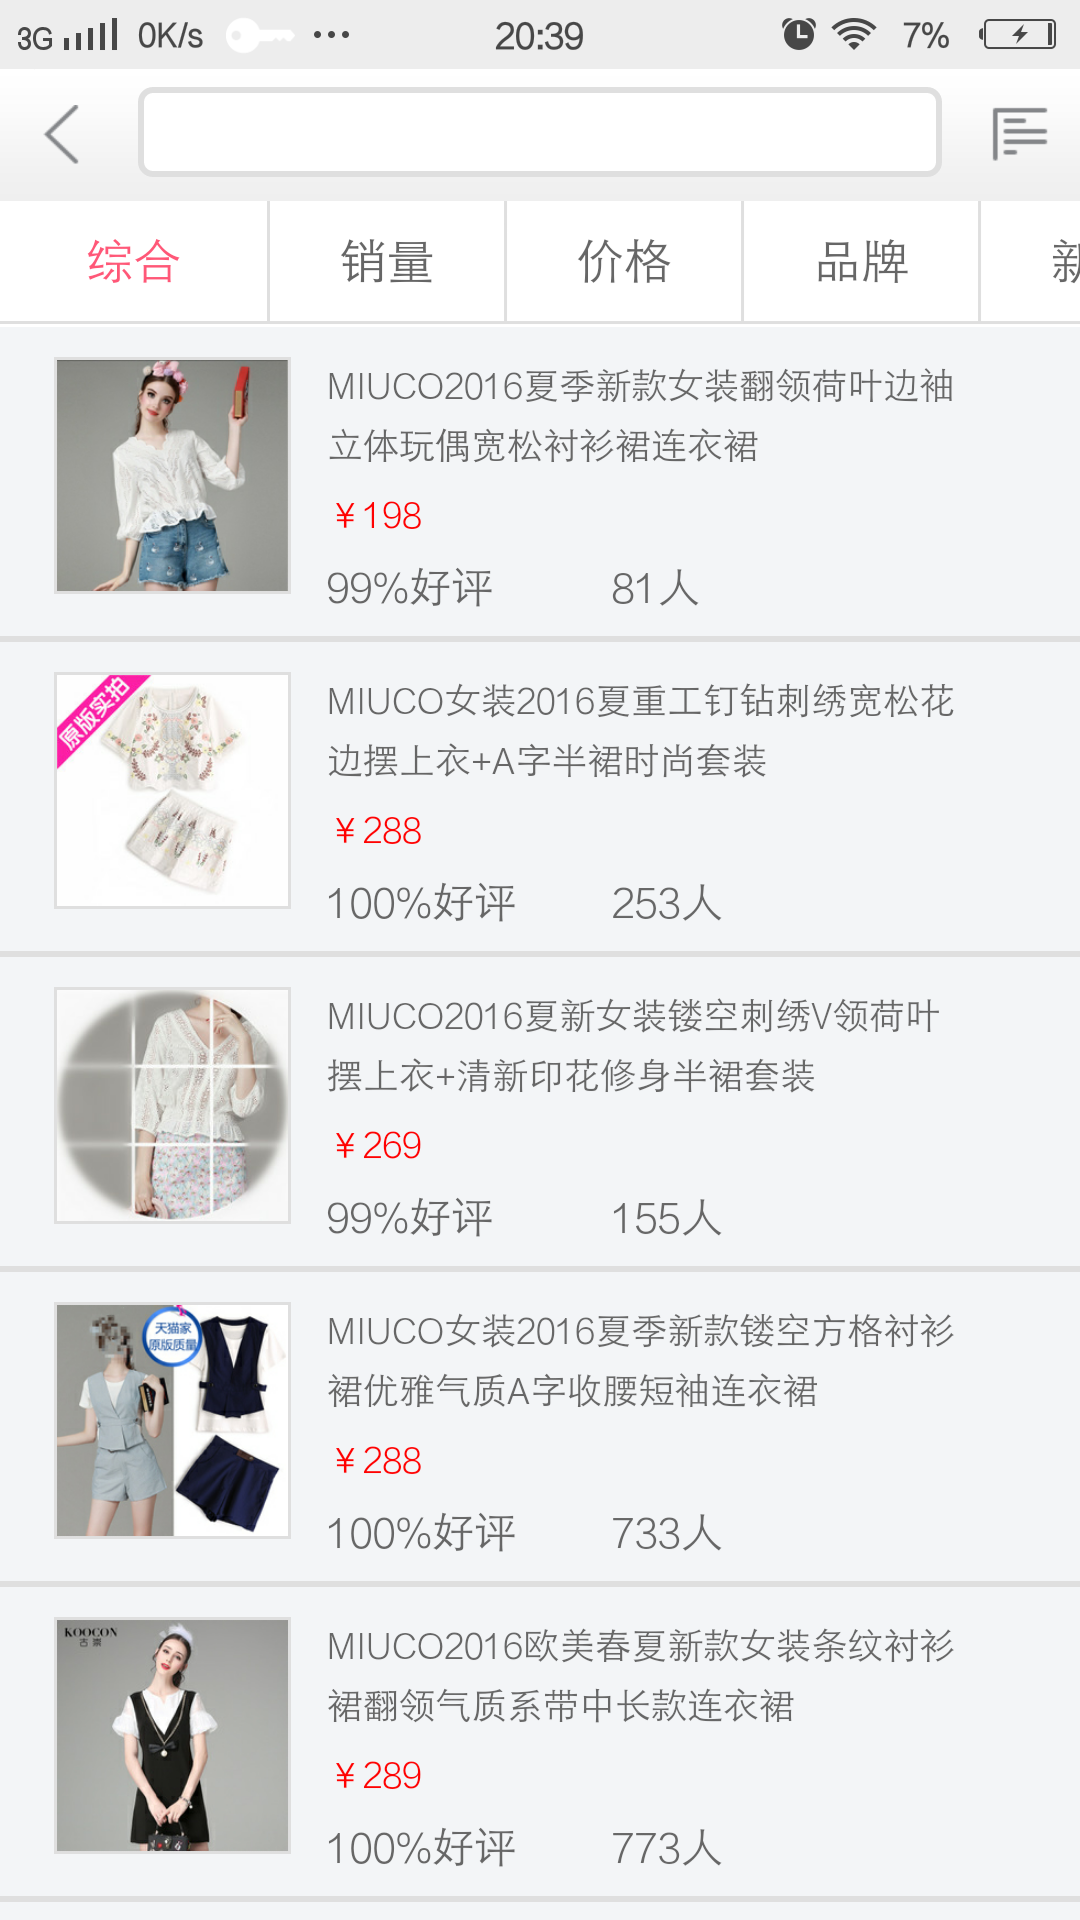 3G 0K/s 20:39 7%
综合 销量 价格 品牌 新
MIUCO2016夏季新款女装翻领荷叶边袖
立体玩偶宽松衬衫裙连衣裙
￥198
99%好评 81人
原版实拍
MIUCO女装2016夏重工钉钻刺绣宽松花
边摆上衣+A字半裙时尚套装
￥288
100%好评 253人
MIUCO2016夏新女装镂空刺绣V领荷叶
摆上衣+清新印花修身半裙套装
￥269
99%好评 155人
天猫家
原版质量
MIUCO女装2016夏季新款镂空方格衬衫
裙优雅气质A字收腰短袖连衣裙
￥288
100%好评 733人
KOOCON
古崇
MIUCO2016欧美春夏新款女装条纹衬衫
裙翻领气质系带中长款连衣裙
￥289
100%好评 773人